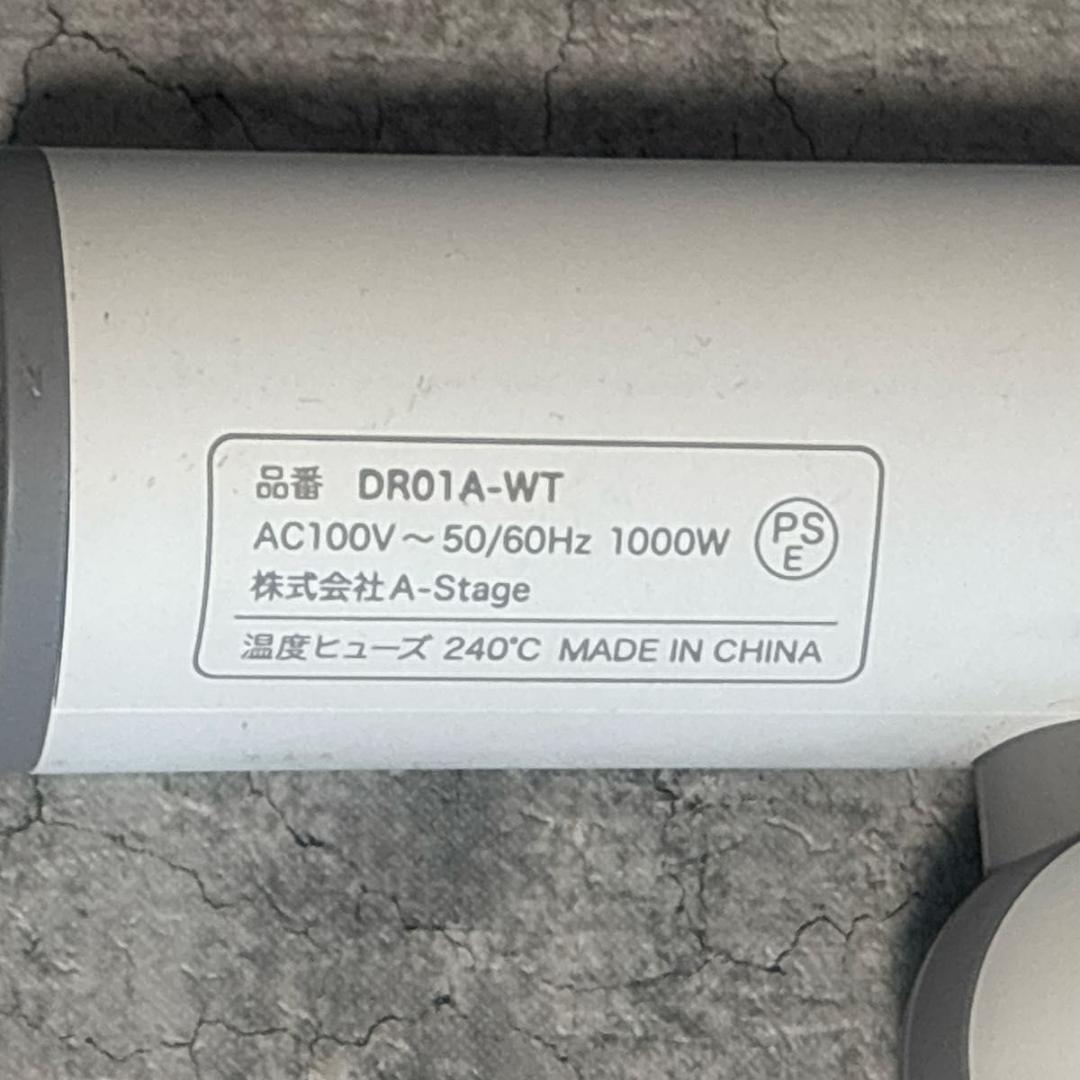 品番 DR01A-WT
AC100V～50/60Hz 1000W
PS
E
株式会社A-Stage
温度ヒューズ 240℃ MADE IN CHINA